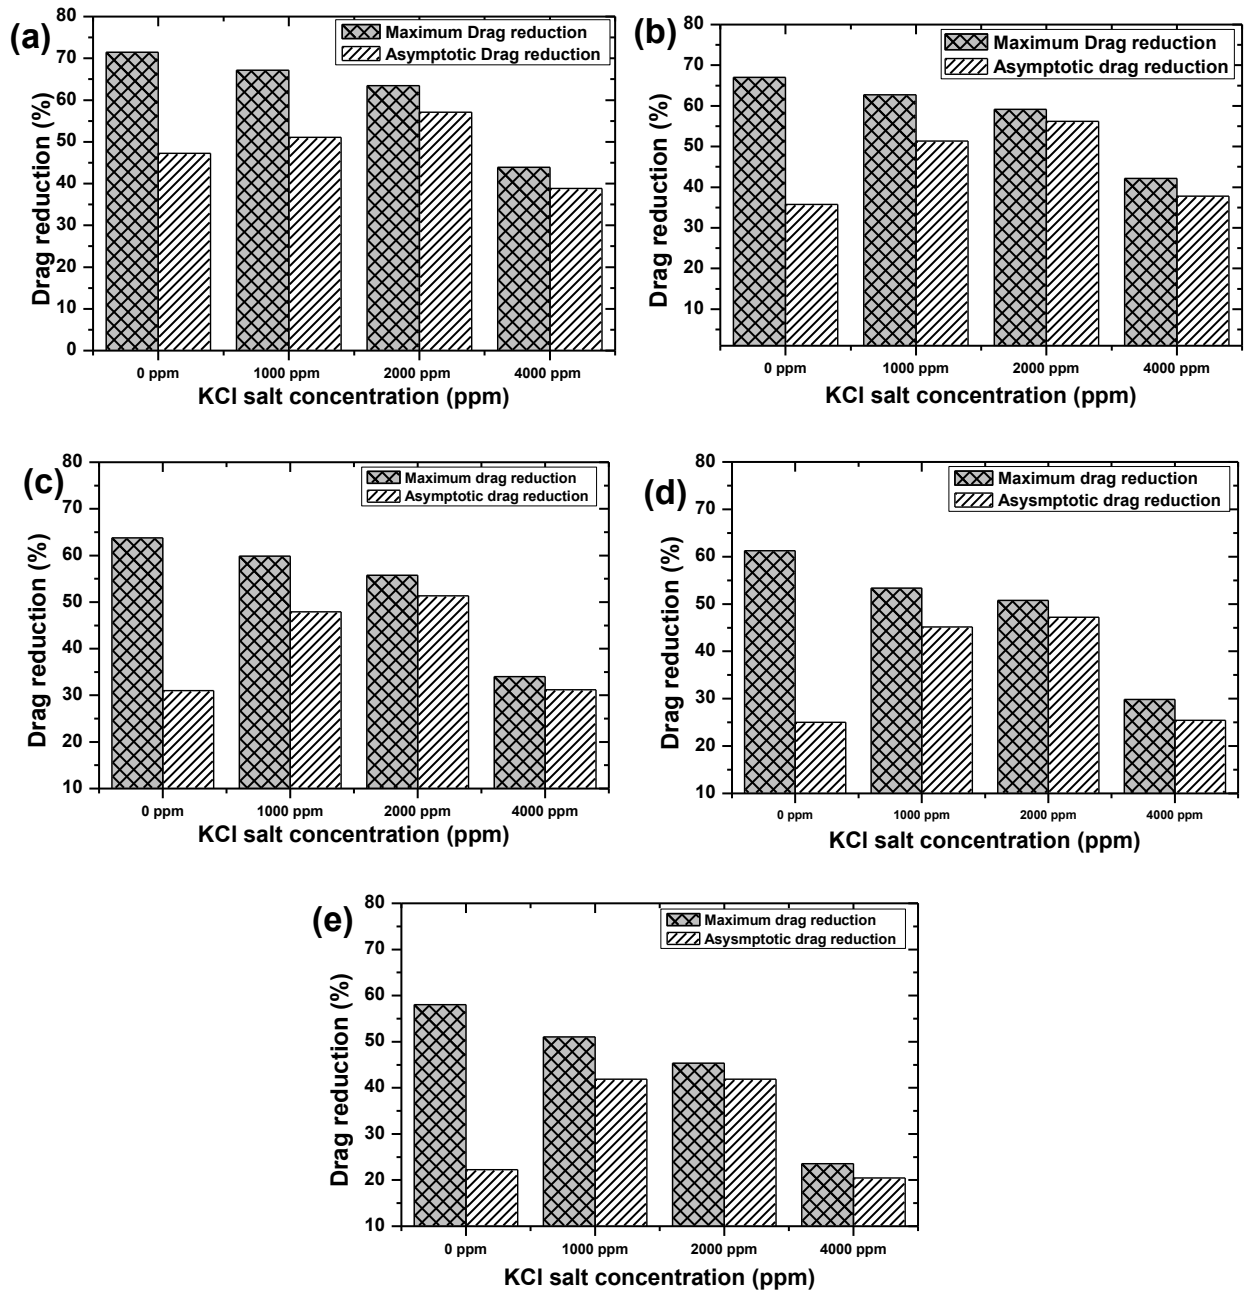 (a)
Maximum Drag reduction
Asymptotic Drag reduction
Drag reduction (%)
80
70
60
50
40
30
20
10
0
0 ppm 1000 ppm 2000 ppm 4000 ppm
KCl salt concentration (ppm)
(b)
Maximum Drag reduction
Asymptotic drag reduction
Drag reduction (%)
80
70
60
50
40
30
20
10
0 ppm 1000 ppm 2000 ppm 4000 ppm
KCl salt concentration (ppm)
(c)
Maximum drag reduction
Asymptotic drag reduction
Drag reduction (%)
80
70
60
50
40
30
20
10
0 ppm 1000 ppm 2000 ppm 4000 ppm
KCl salt concentration (ppm)
(d)
Maximum drag reduction
Asysmptotic drag reduction
Drag reduction (%)
80
70
60
50
40
30
20
10
0 ppm 1000 ppm 2000 ppm 4000 ppm
KCl salt concentration (ppm)
(e)
Maximum drag reduction
Asysmptotic drag reduction
Drag reduction (%)
80
70
60
50
40
30
20
10
0 ppm 1000 ppm 2000 ppm 4000 ppm
KCl salt concentration (ppm)